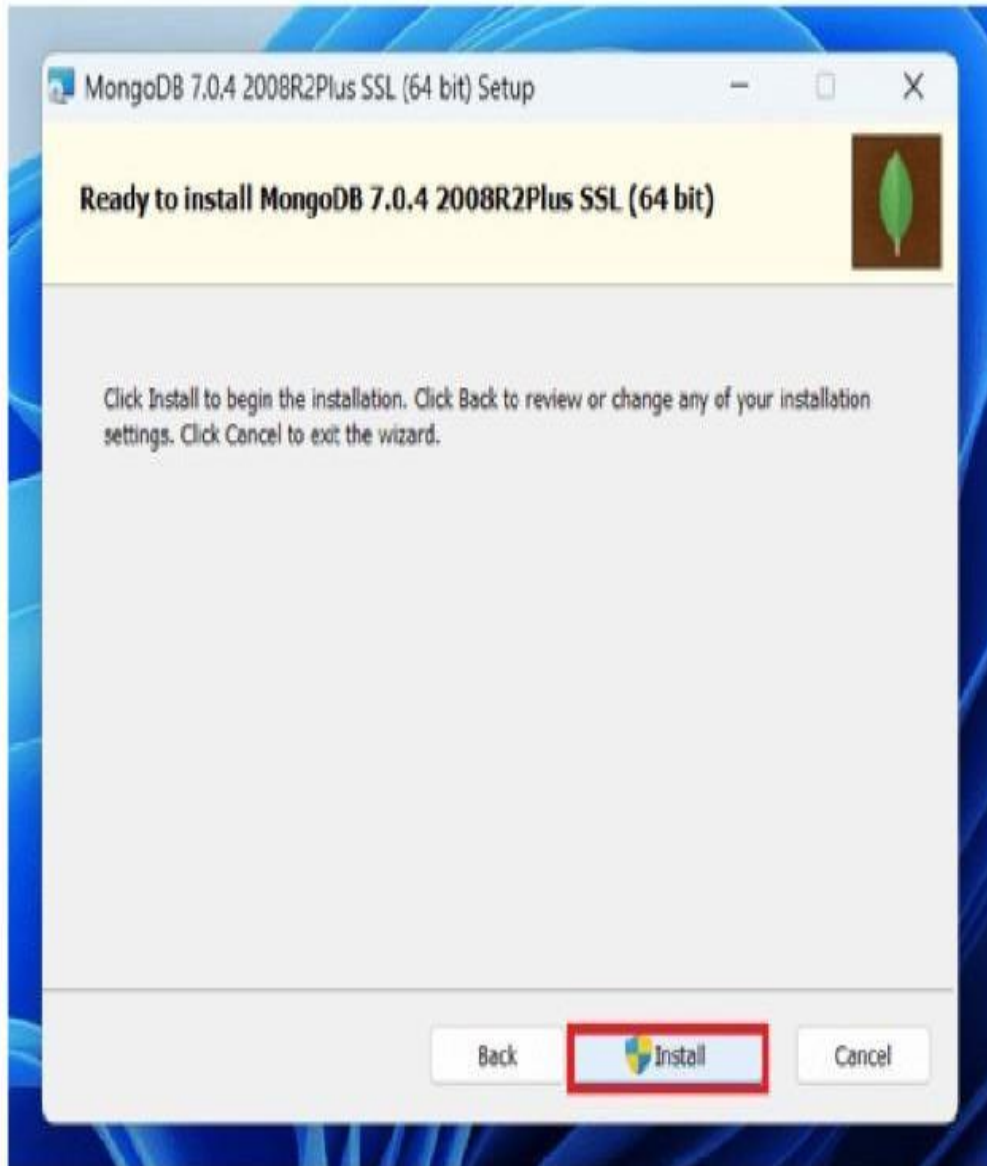 MongoDB 7.0.4 2008R2Plus SSL (64 bit) Setup
Ready to install MongoDB 7.0.4 2008R2Plus SSL (64 bit)
Click Install to begin the installation. Click Back to review or change any of your installation
settings. Click Cancel to exit the wizard.
Back Install Cancel